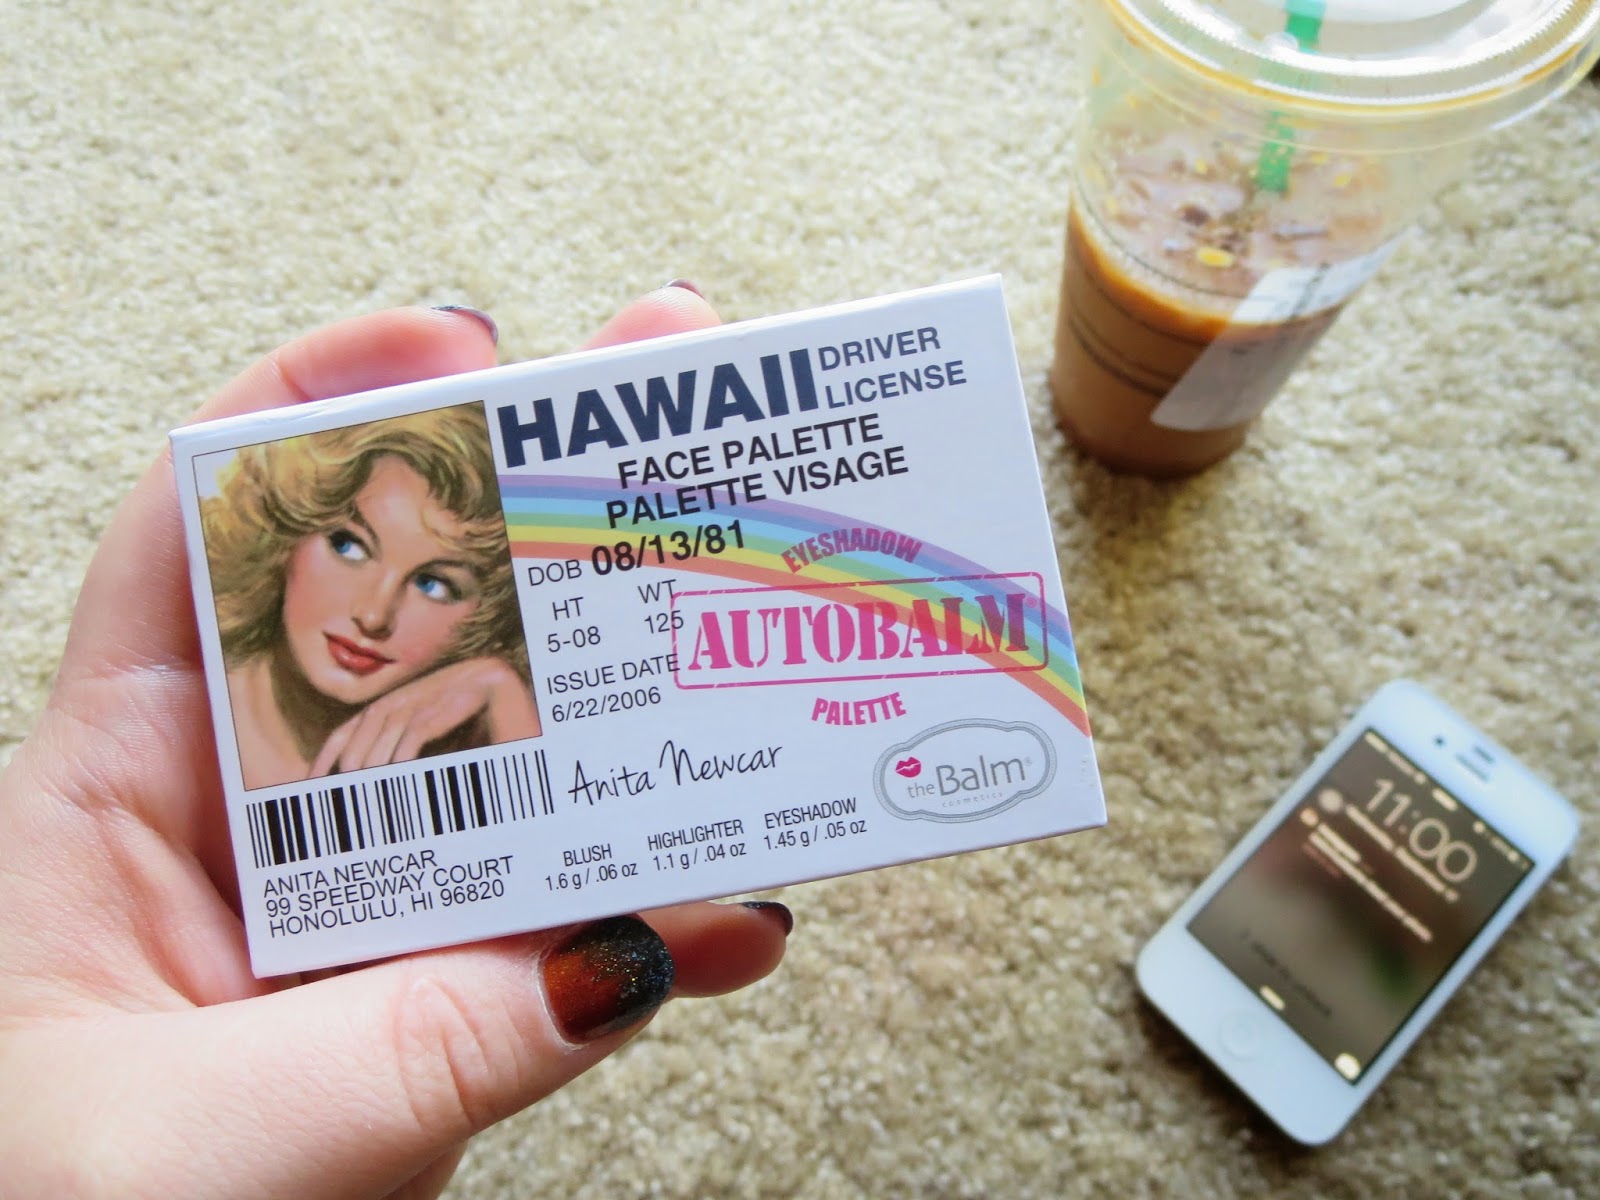 HAWAII DRIVER
LICENSE
FACE PALETTE
PALETTE VISAGE
DOB 08/13/81
HT WT
5-08 125
ISSUE DATE
6/22/2006
EYESHADOW
AUTOBALM®
PALETTE
Anita Newcar
theBalm®
cosmetics
ANITA NEWCAR
99 SPEEDWAY COURT
HONOLULU, HI 96820
BLUSH
1.6 g / .06 oz
HIGHLIGHTER
1.1 g / .04 oz
EYESHADOW
1.45 g / .05 oz
11:00